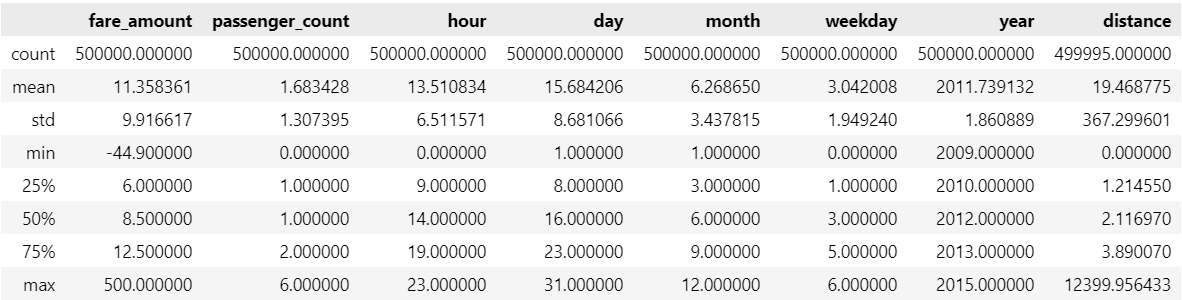 fare_amount passenger_count hour day month weekday year distance
count 500000.000000 500000.000000 500000.000000 500000.000000 500000.000000 500000.000000 500000.000000 499995.000000
mean 11.358361 1.683428 13.510834 15.684206 6.268650 3.042008 2011.739132 19.468775
std 9.916617 1.307395 6.511571 8.681066 3.437815 1.949240 1.860889 367.299601
min -44.900000 0.000000 0.000000 1.000000 1.000000 0.000000 2009.000000 0.000000
25% 6.000000 1.000000 9.000000 8.000000 3.000000 1.000000 2010.000000 1.214550
50% 8.500000 1.000000 14.000000 16.000000 6.000000 3.000000 2012.000000 2.116970
75% 12.500000 2.000000 19.000000 23.000000 9.000000 5.000000 2013.000000 3.890070
max 500.000000 6.000000 23.000000 31.000000 12.000000 6.000000 2015.000000 12399.956433